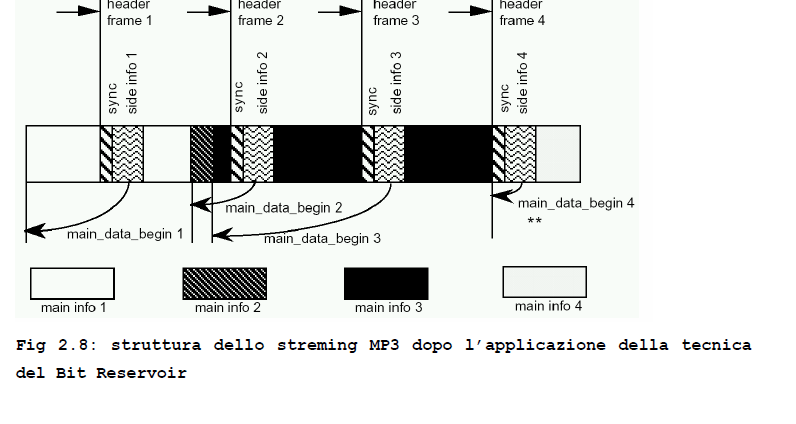 header header header header
frame 1 frame 2 frame 3 frame 4
sync
side info 1
sync
side info 2
sync
side info 3
sync
side info 4
main_data_begin 1
main_data_begin 2
main_data_begin 3
main_data_begin 4
**
main info 1 main info 2 main info 3 main info 4
Fig 2.8: struttura dello streming MP3 dopo l’applicazione della tecnica
del Bit Reservoir